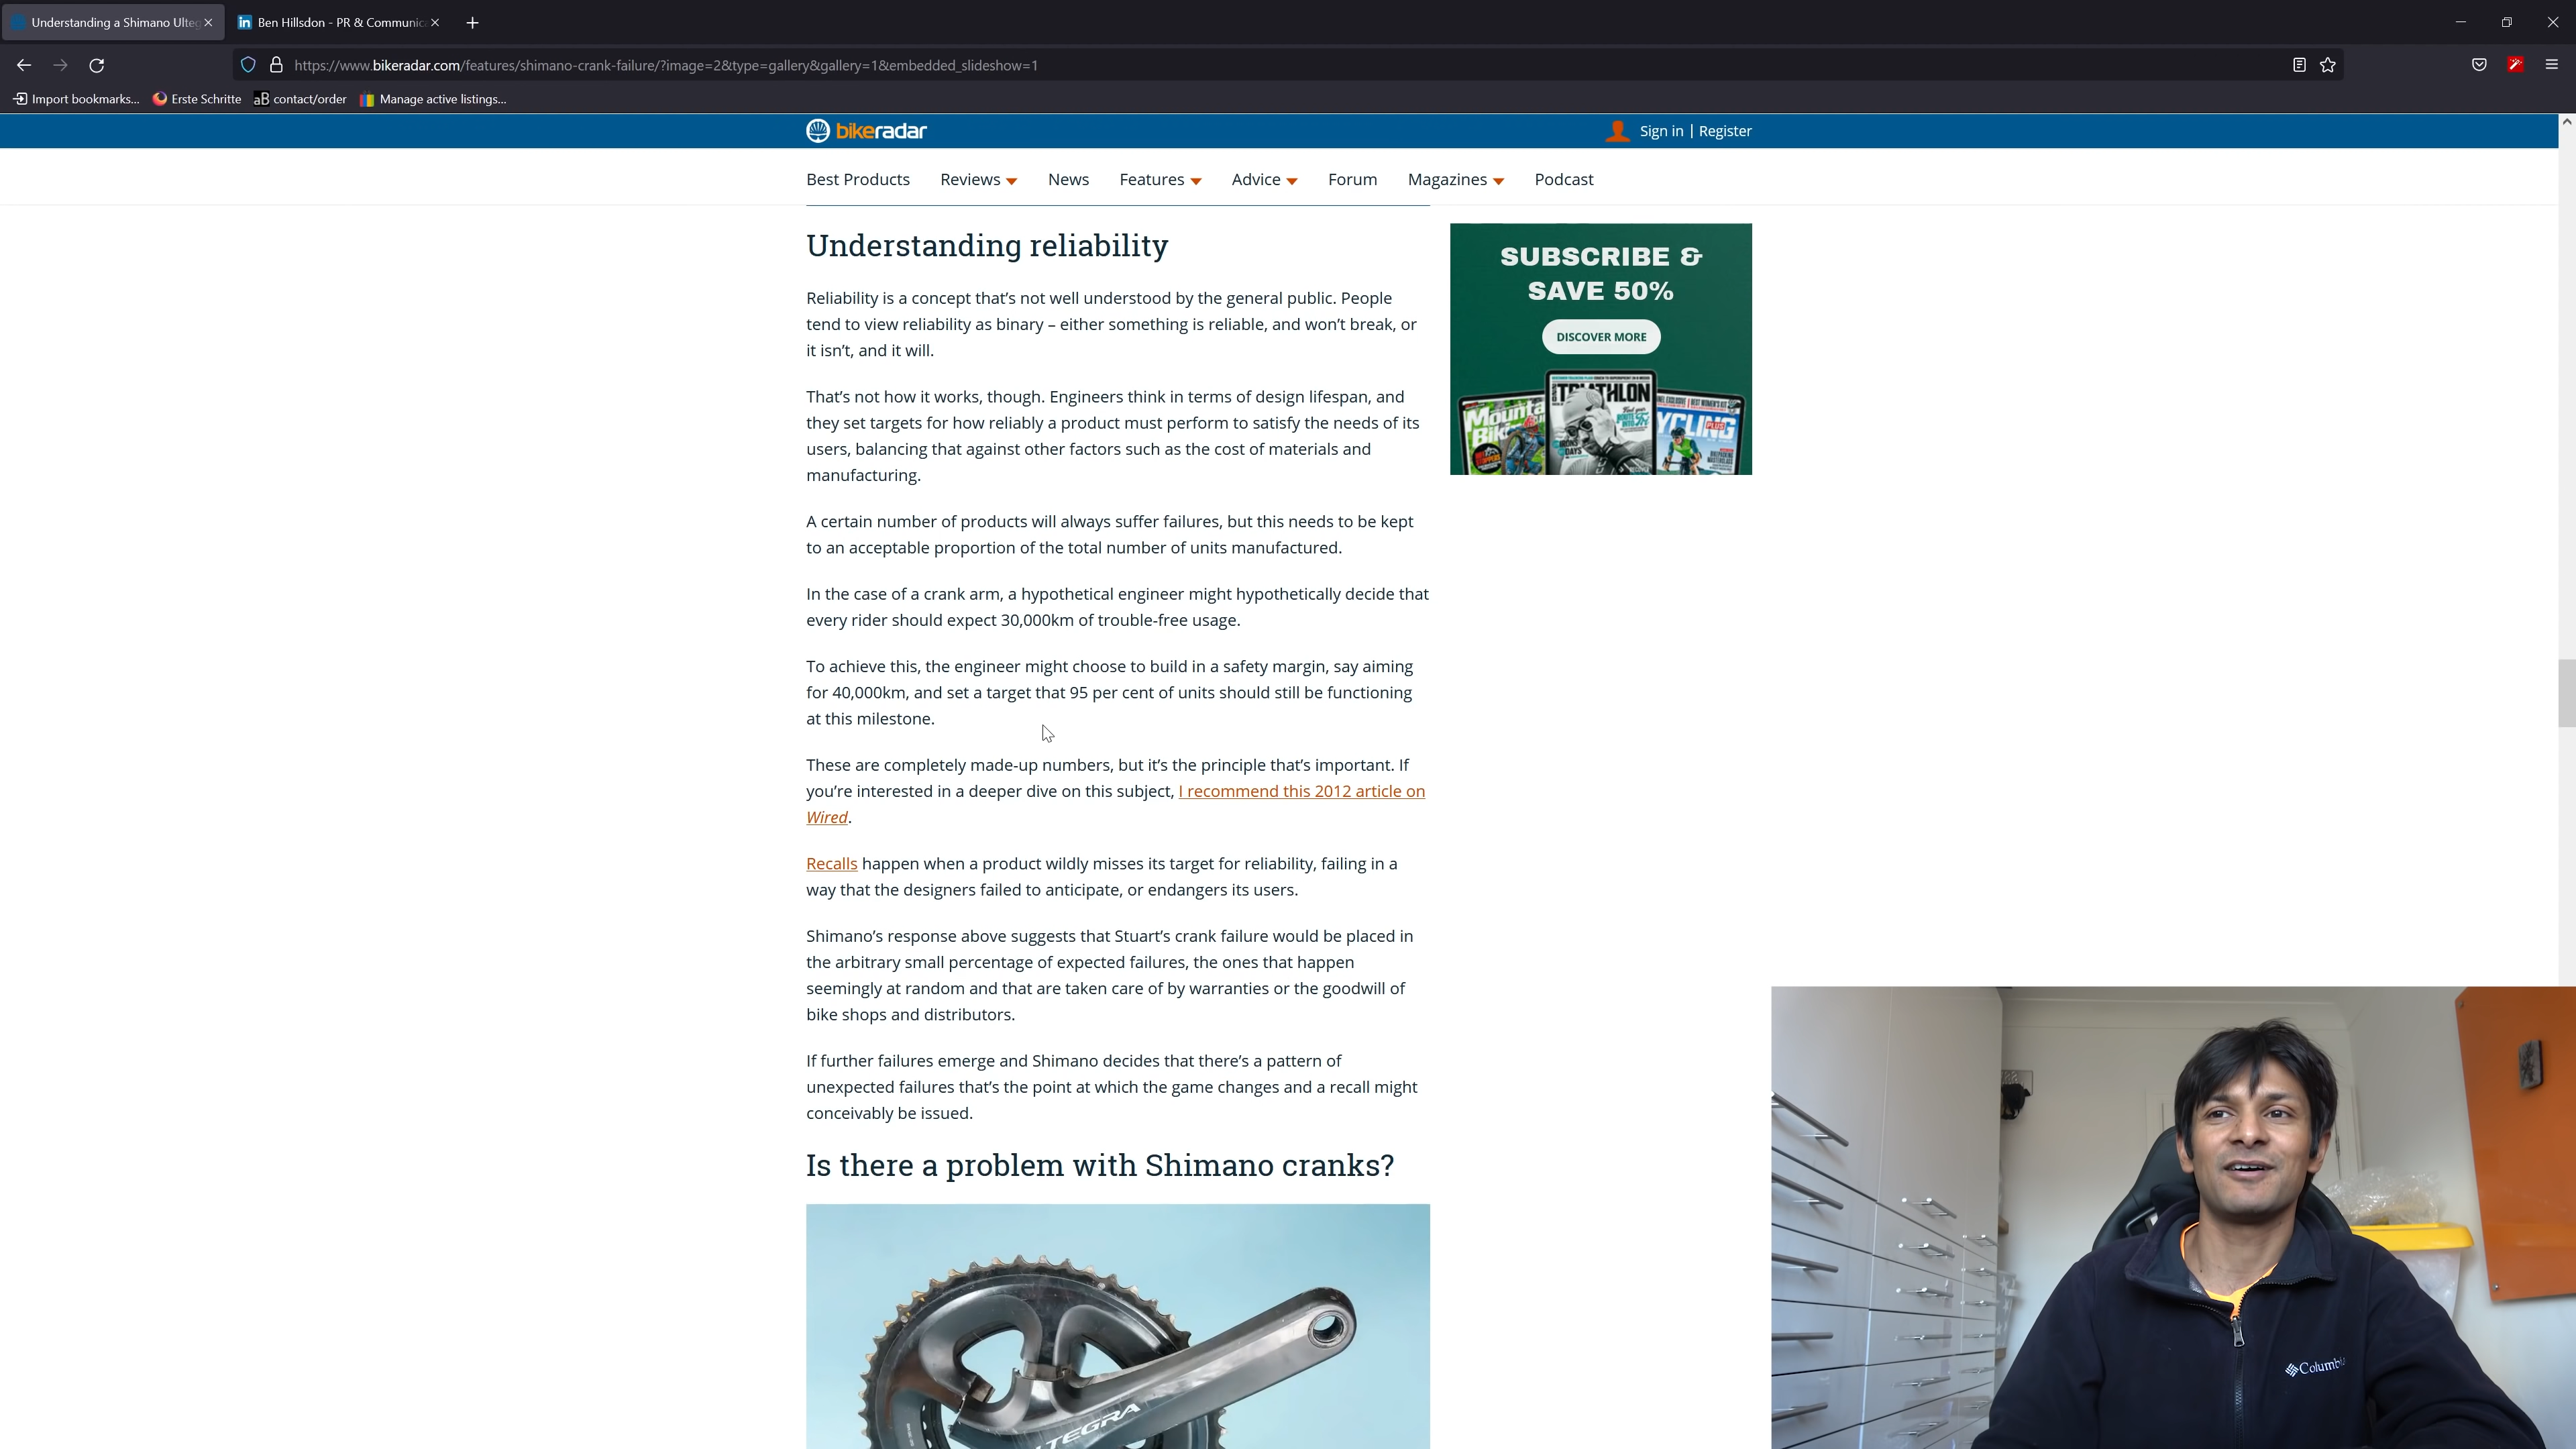 Understanding a Shimano Ulteg
Ben Hillsdon - PR & Communic
https://www.bikeradar.com/features/shimano-crank-failure/?image=2&type=gallery&gallery=1&embedded_slideshow=1
Import bookmarks...
Erste Schritte
aB contact/order
Manage active listings...
bikeradar
Sign in | Register
Best Products
Reviews
News
Features
Advice
Forum
Magazines
Podcast
Understanding reliability
Reliability is a concept that's not well understood by the general public. People
tend to view reliability as binary – either something is reliable, and won't break, or
it isn't, and it will.
That's not how it works, though. Engineers think in terms of design lifespan, and
they set targets for how reliably a product must perform to satisfy the needs of its
users, balancing that against other factors such as the cost of materials and
manufacturing.
A certain number of products will always suffer failures, but this needs to be kept
to an acceptable proportion of the total number of units manufactured.
In the case of a crank arm, a hypothetical engineer might hypothetically decide that
every rider should expect 30,000km of trouble-free usage.
To achieve this, the engineer might choose to build in a safety margin, say aiming
for 40,000km, and set a target that 95 per cent of units should still be functioning
at this milestone.
These are completely made-up numbers, but it's the principle that's important. If
you're interested in a deeper dive on this subject, I recommend this 2012 article on
Wired.
Recalls happen when a product wildly misses its target for reliability, failing in a
way that the designers failed to anticipate, or endangers its users.
Shimano's response above suggests that Stuart's crank failure would be placed in
the arbitrary small percentage of expected failures, the ones that happen
seemingly at random and that are taken care of by warranties or the goodwill of
bike shops and distributors.
If further failures emerge and Shimano decides that there's a pattern of
unexpected failures that's the point at which the game changes and a recall might
conceivably be issued.
Is there a problem with Shimano cranks?
TEGRA
SUBSCRIBE &
SAVE 50%
DISCOVER MORE
Mounta
Bik
TRIATHLON
YCLING
PLUS
Columbi